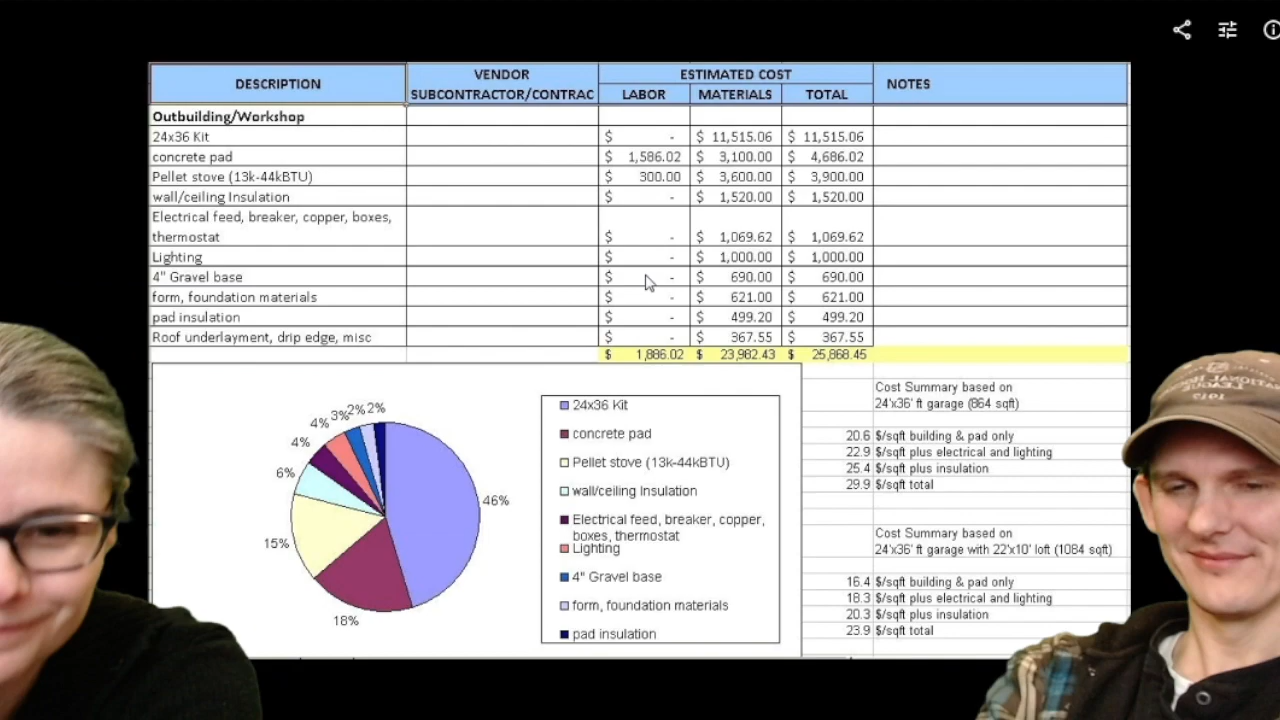 DESCRIPTION VENDOR SUBCONTRACTOR/CONTRAC ESTIMATED COST NOTES
LABOR MATERIALS TOTAL
Outbuilding/Workshop
24x36 Kit $ - $ 11,515.06 $ 11,515.06
concrete pad $ 1,586.02 $ 3,100.00 $ 4,686.02
Pellet stove (13k-44kBTU) $ 300.00 $ 3,600.00 $ 3,900.00
wall/ceiling Insulation $ - $ 1,520.00 $ 1,520.00
Electrical feed, breaker, copper, boxes,
thermostat $ - $ 1,069.62 $ 1,069.62
Lighting $ - $ 1,000.00 $ 1,000.00
4" Gravel base $ - $ 690.00 $ 690.00
form, foundation materials $ - $ 621.00 $ 621.00
pad insulation $ - $ 499.20 $ 499.20
Roof underlayment, drip edge, misc $ - $ 367.55 $ 367.55
$ 1,886.02 $ 23,982.43 $ 25,868.45
46%
18%
15%
6%
4%
4%
3%
2%
2%
24x36 Kit
concrete pad
Pellet stove (13k-44kBTU)
wall/ceiling Insulation
Electrical feed, breaker, copper,
boxes, thermostat
Lighting
4" Gravel base
form, foundation materials
pad insulation
Cost Summary based on
24'x36' ft garage (864 sqft)
20.6 $/sqft building & pad only
22.9 $/sqft plus electrical and lighting
25.4 $/sqft plus insulation
29.9 $/sqft total
Cost Summary based on
24'x36' ft garage with 22'x10' loft (1084 sqft)
16.4 $/sqft building & pad only
18.3 $/sqft plus electrical and lighting
20.3 $/sqft plus insulation
23.9 $/sqft total